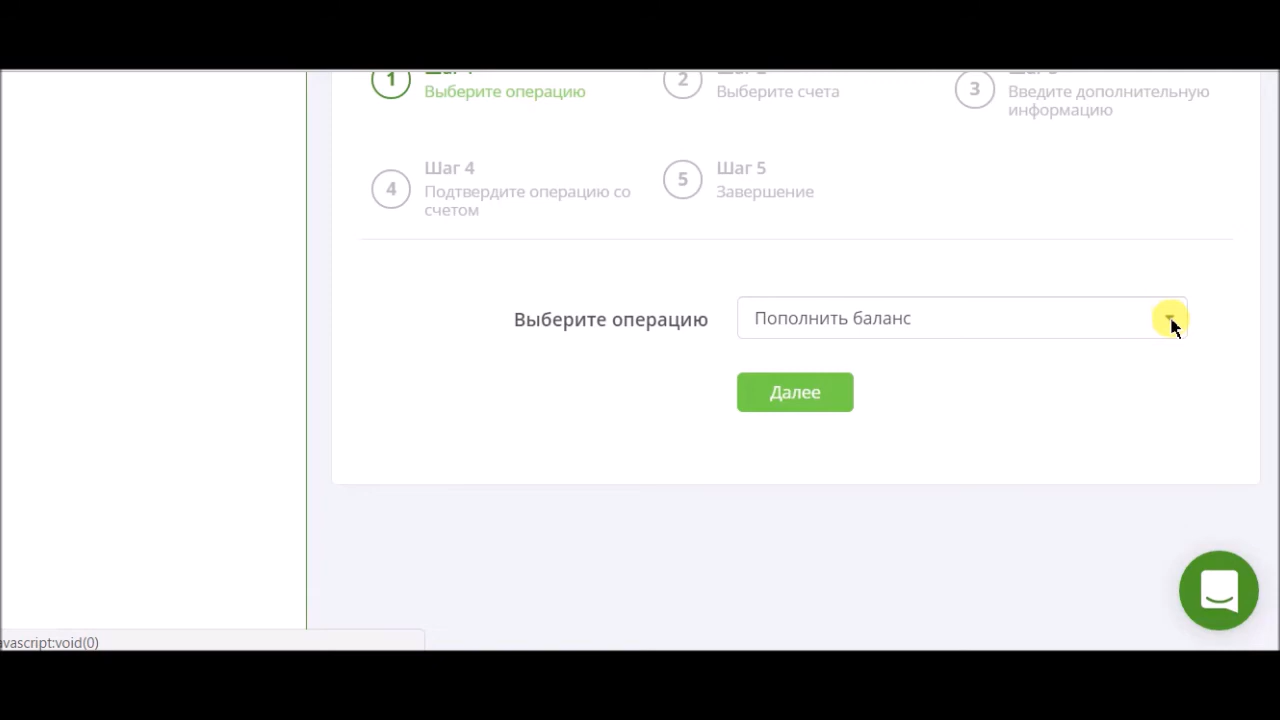 1
Выберите операцию
2
Выберите счета
3
Введите дополнительную
информацию
4
Шаг 4
Подтвердите операцию со
счетом
5
Шаг 5
Завершение
Выберите операцию
Пополнить баланс
Далее
avascript:void(0)